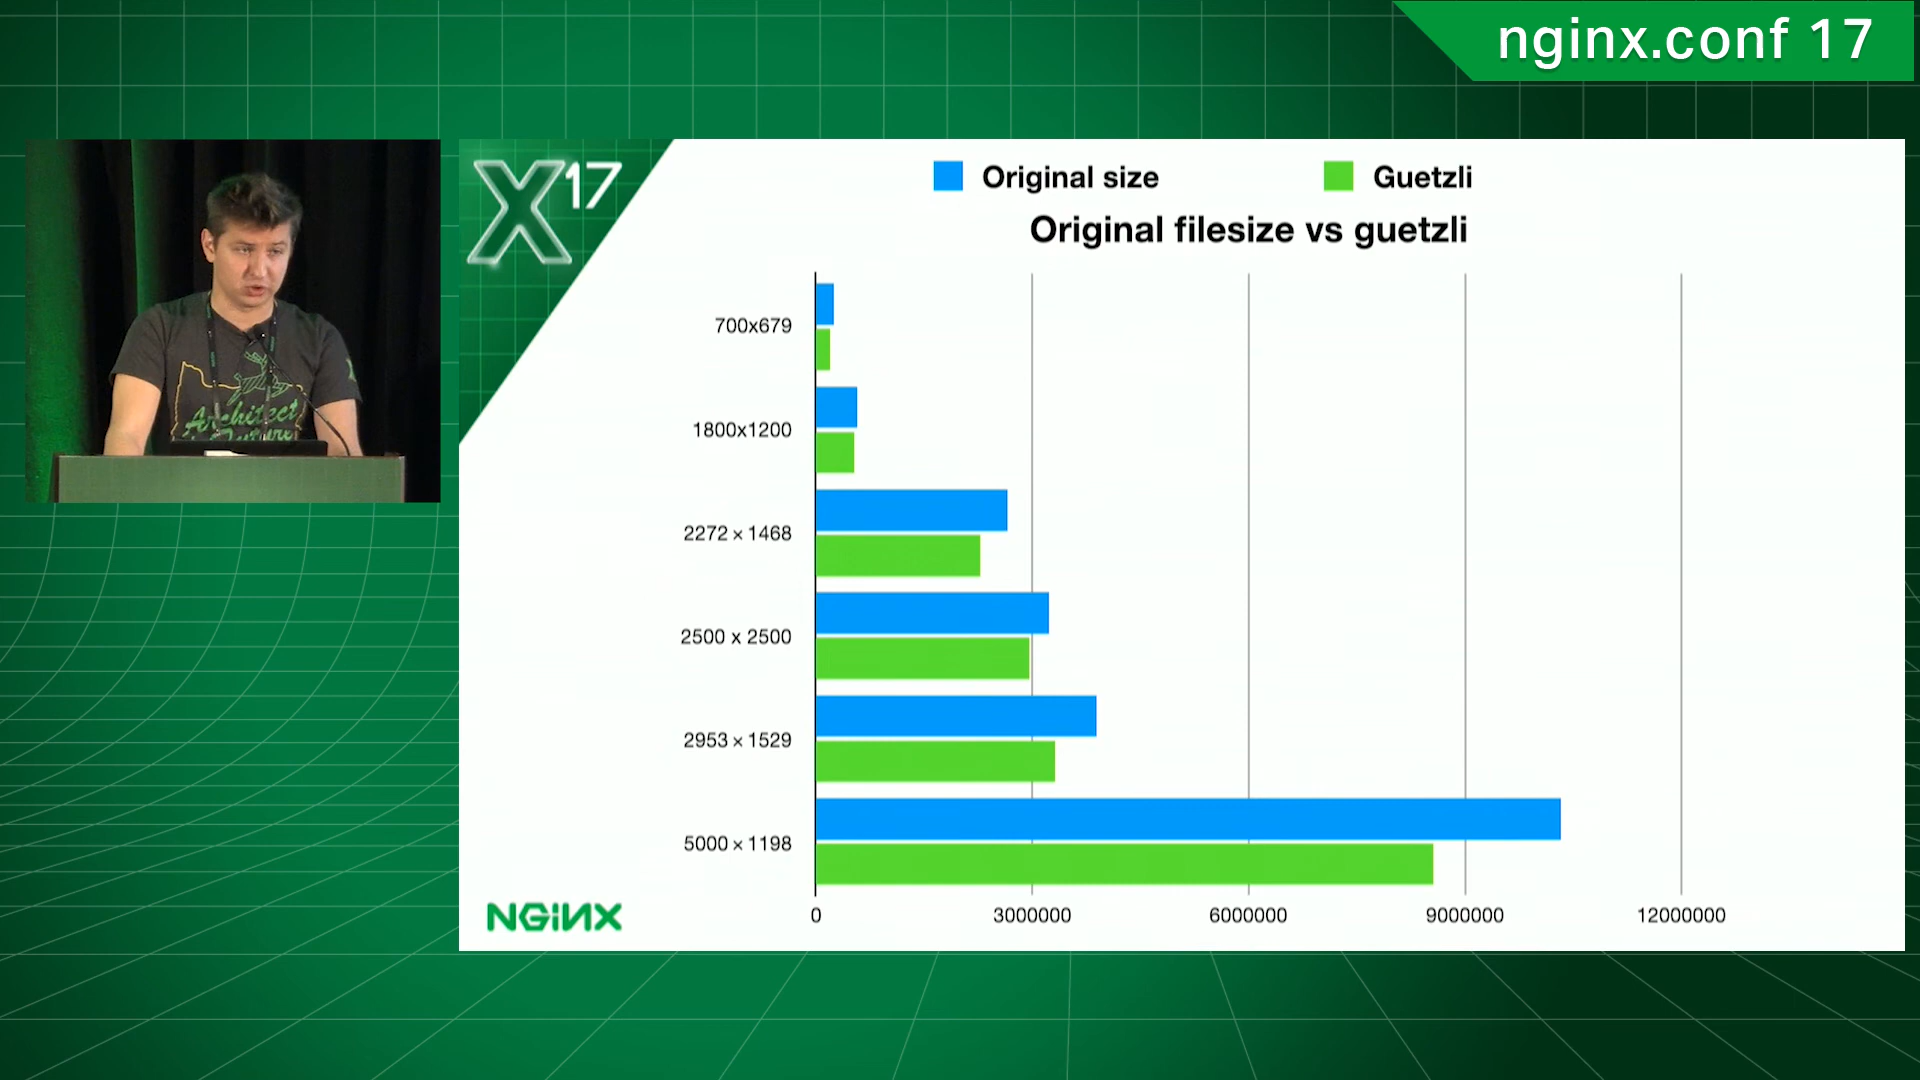 nginx.conf 17
X17
Original size
Guetzli
Original filesize vs guetzli
700x679
1800x1200
2272 × 1468
2500 x 2500
2953 × 1529
5000 × 1198
0
3000000
6000000
9000000
12000000
NGiNX
Architect